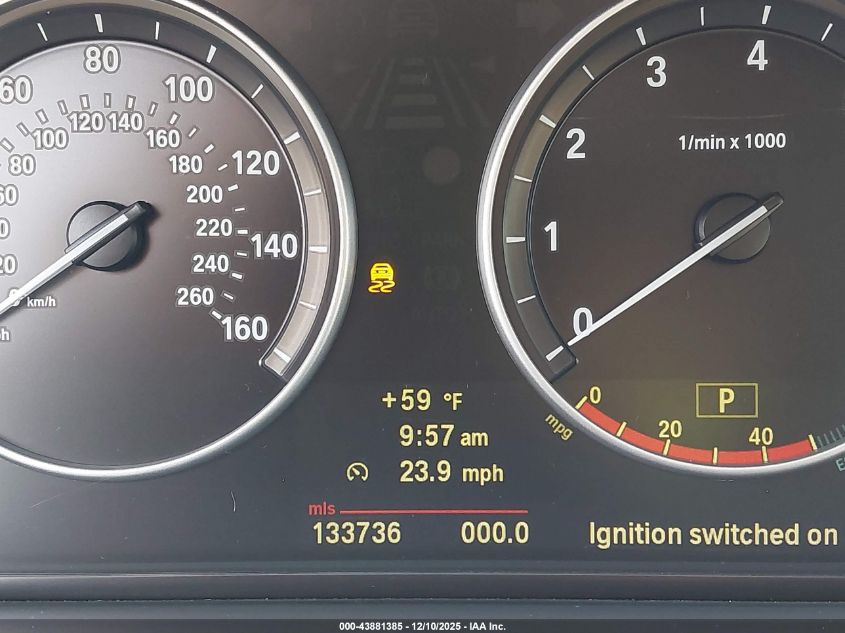 60 80 100 120 140 160
20 80 100 120 140 160 180 200 220 240 260
km/h
1/min x 1000
0 1 2 3 4
+59 °F
9:57 am
23.9 mph
mls
133736 000.0
P
mpg 0 20 40
Ignition switched on
000-43881385 - 12/10/2025 - IAA Inc.